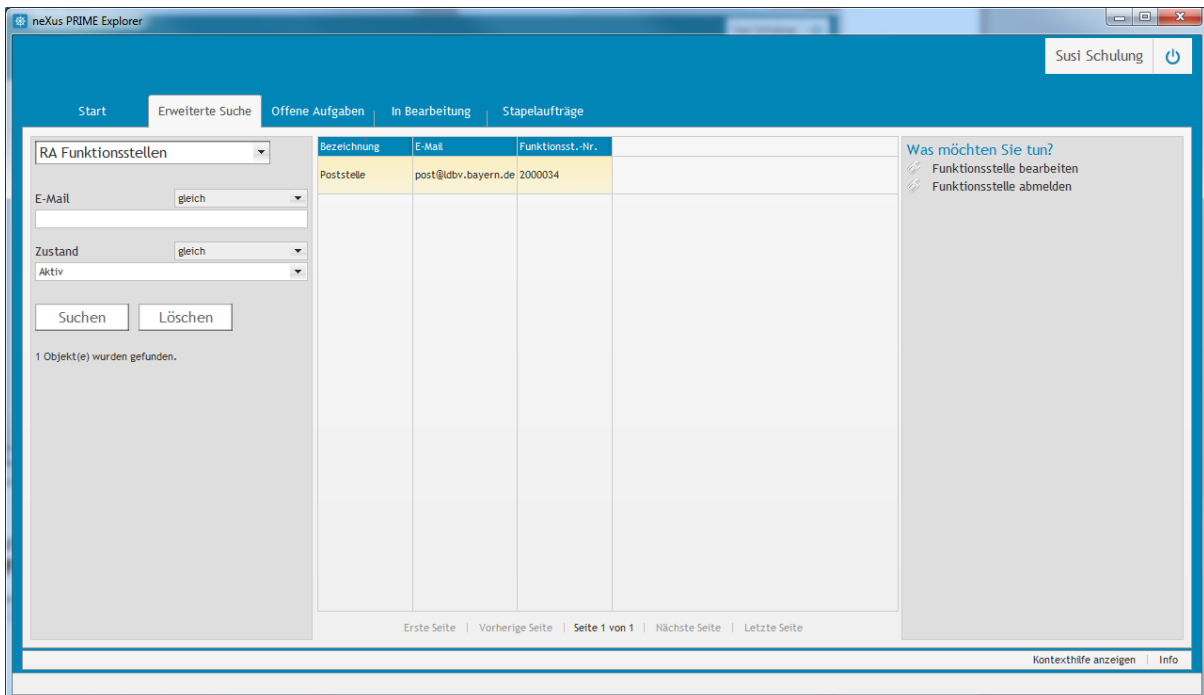 neXus PRIME Explorer
Susi Schulung
Start Erweiterte Suche Offene Aufgaben In Bearbeitung Stapelaufträge
RA Funktionsstellen
E-Mail gleich
Zustand gleich
Aktiv
Suchen Löschen
1 Objekt(e) wurden gefunden.
Bezeichnung E-Mail Funktionsst.-Nr.
Poststelle post@ldbv.bayern.de 2000034
Erste Seite | Vorherige Seite | Seite 1 von 1 | Nächste Seite | Letzte Seite
Was möchten Sie tun?
Funktionsstelle bearbeiten
Funktionsstelle abmelden
Kontexthilfe anzeigen | Info